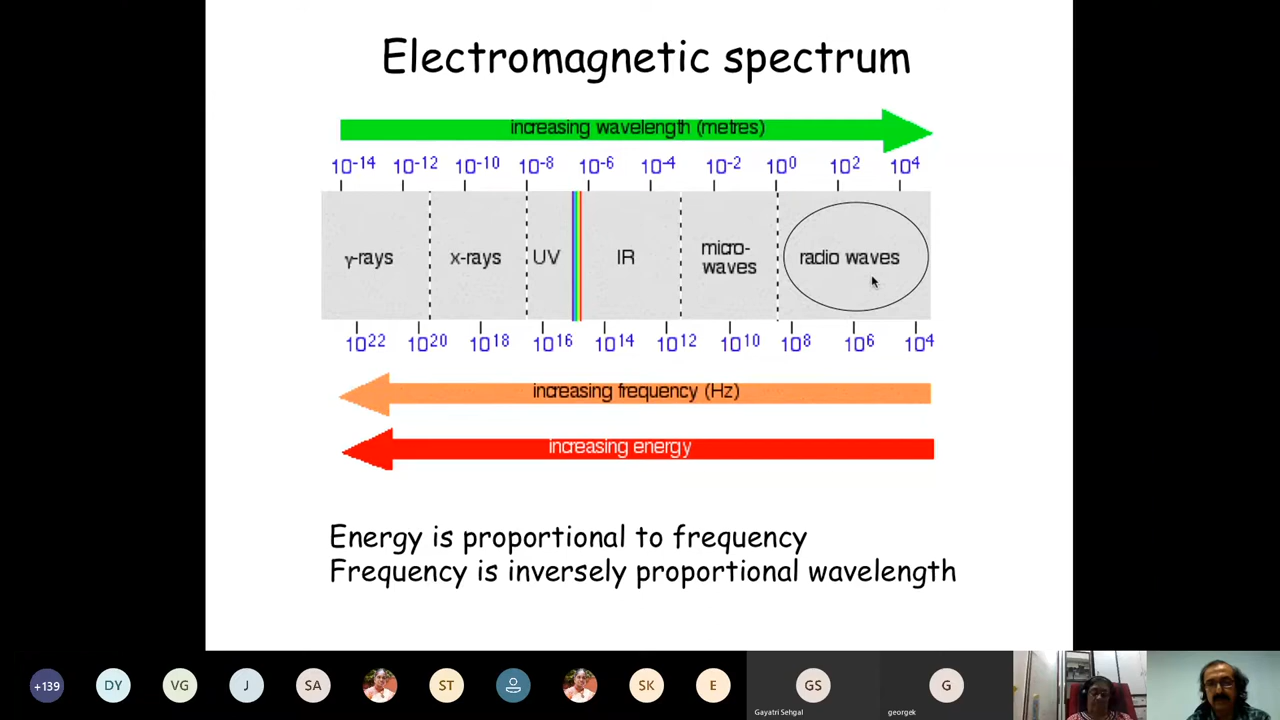 Electromagnetic spectrum
increasing wavelength (metres)
10-14 10-12 10-10 10-8 10-6 10-4 10-2 100 102 104
γ-rays x-rays UV IR micro-waves radio waves
1022 1020 1018 1016 1014 1012 1010 108 106 104
increasing frequency (Hz)
increasing energy
Energy is proportional to frequency
Frequency is inversely proportional wavelength
+139 DY VG J SA ST SK E GS G
Gayatri Sehgal georgek